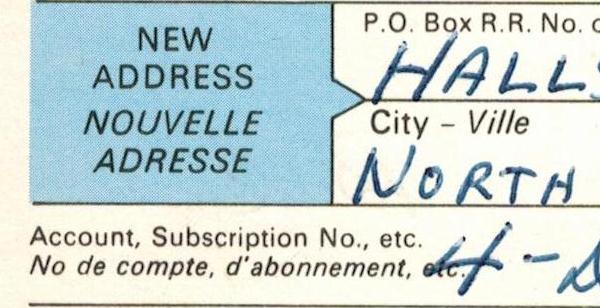 NEW
ADDRESS
NOUVELLE
ADRESSE
P.O. Box R.R. No.
HALLS
City – Ville
NORTH
Account, Subscription No., etc.
No de compte, d'abonnement, etc.
4-